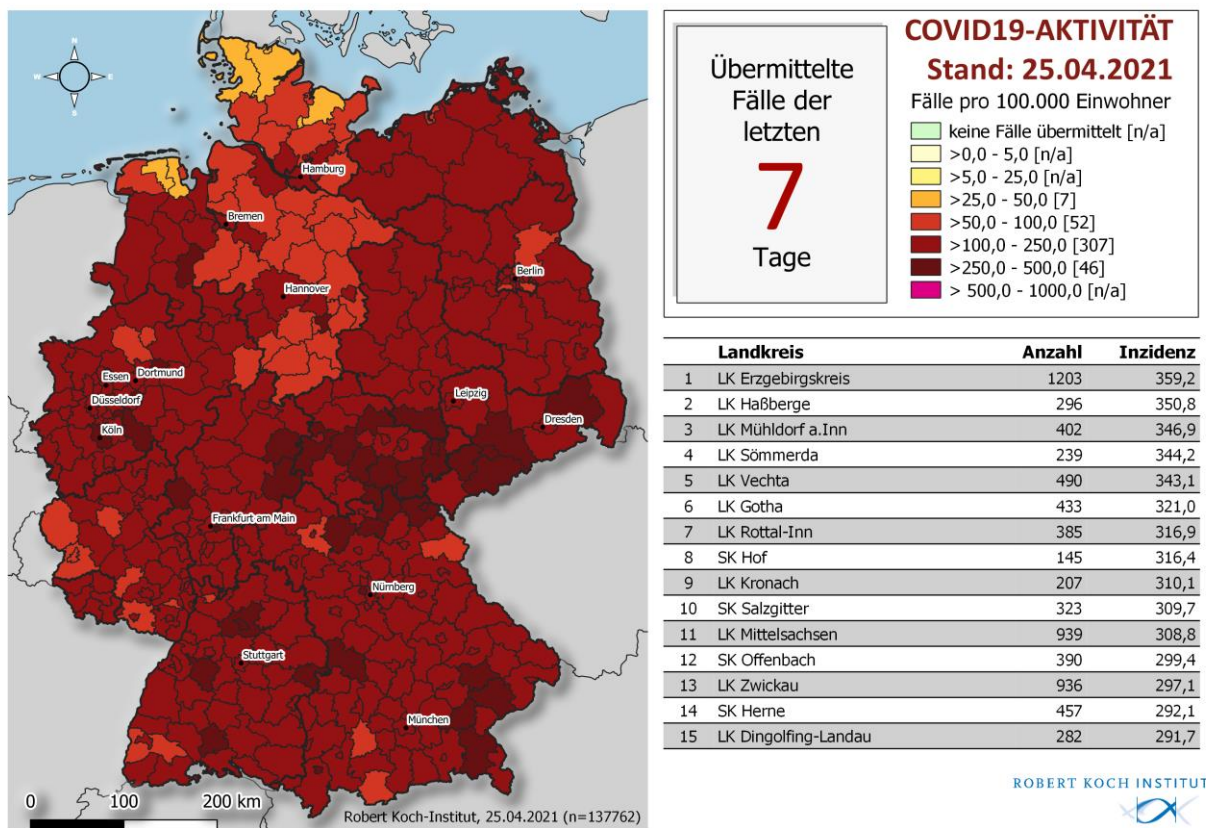 N
W
E
S
Hamburg
Bremen
Berlin
Hannover
Essen
Dortmund
Düsseldorf
Köln
Leipzig
Dresden
Frankfurt am Main
Nürnberg
Stuttgart
München
0 100 200 km
Robert Koch-Institut, 25.04.2021 (n=137762)
Übermittelte
Fälle der
letzten
7
Tage
COVID19-AKTIVITÄT
Stand: 25.04.2021
Fälle pro 100.000 Einwohner
keine Fälle übermittelt [n/a]
>0,0 - 5,0 [n/a]
>5,0 - 25,0 [n/a]
>25,0 - 50,0 [7]
>50,0 - 100,0 [52]
>100,0 - 250,0 [307]
>250,0 - 500,0 [46]
> 500,0 - 1000,0 [n/a]
Landkreis Anzahl Inzidenz
1 LK Erzgebirgskreis 1203 359,2
2 LK Haßberge 296 350,8
3 LK Mühldorf a.Inn 402 346,9
4 LK Sömmerda 239 344,2
5 LK Vechta 490 343,1
6 LK Gotha 433 321,0
7 LK Rottal-Inn 385 316,9
8 SK Hof 145 316,4
9 LK Kronach 207 310,1
10 SK Salzgitter 323 309,7
11 LK Mittelsachsen 939 308,8
12 SK Offenbach 390 299,4
13 LK Zwickau 936 297,1
14 SK Herne 457 292,1
15 LK Dingolfing-Landau 282 291,7
ROBERT KOCH INSTITUT